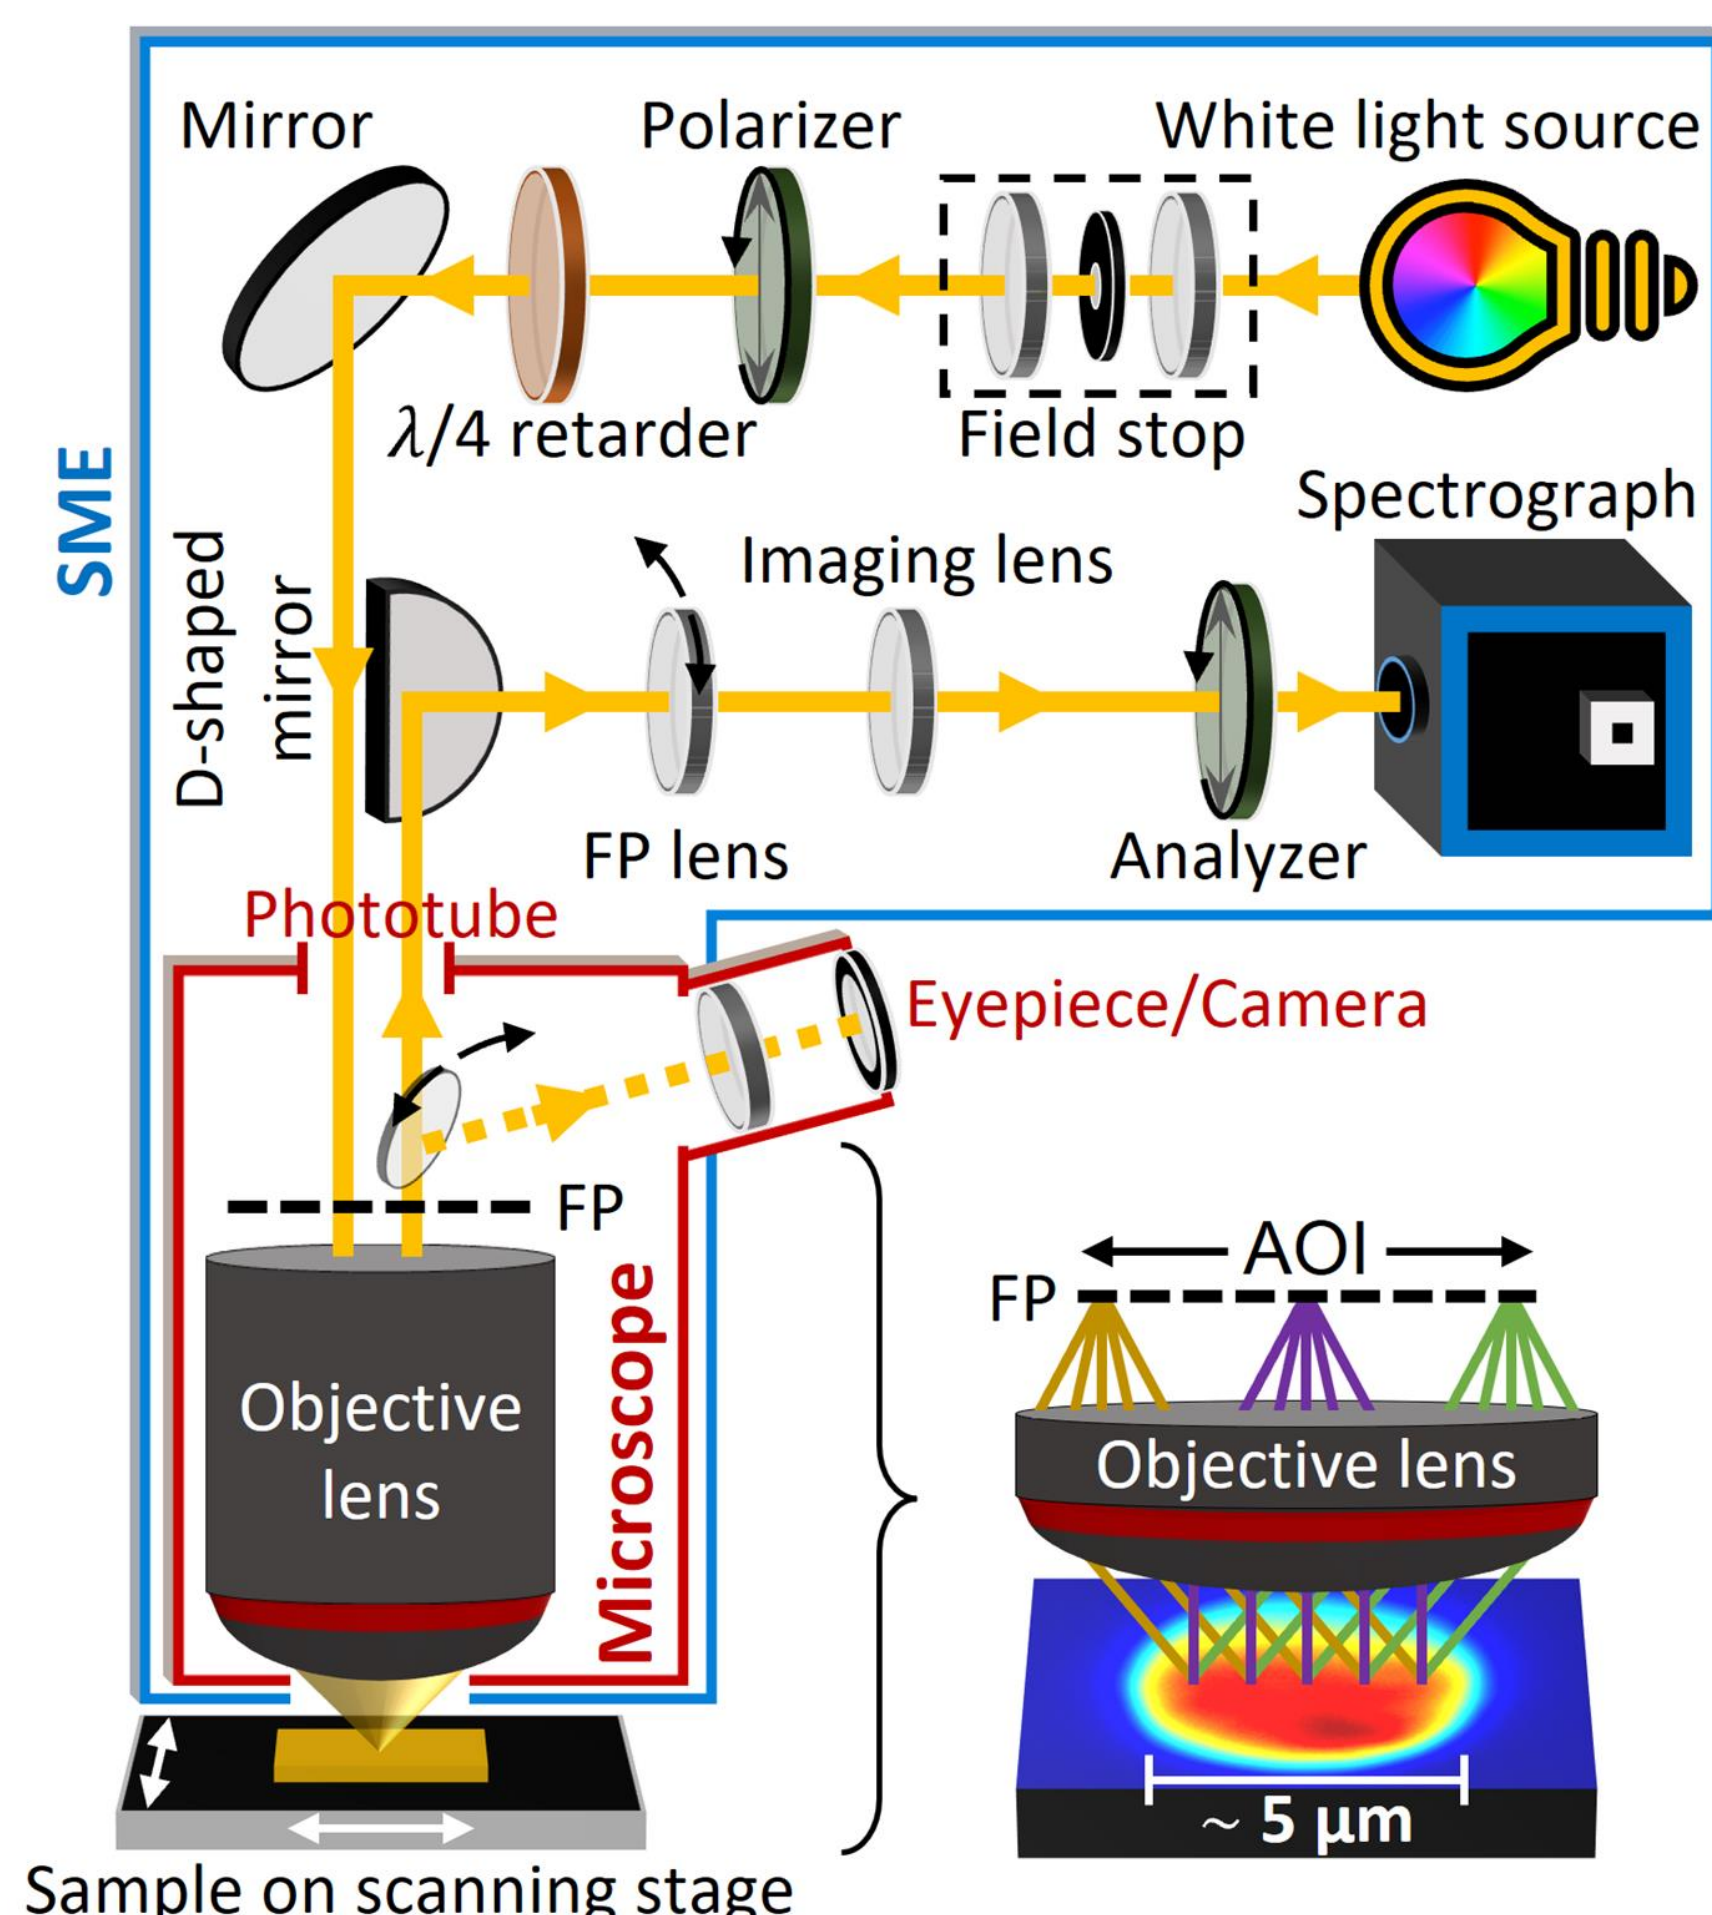 Mirror
Polarizer
White light source
λ/4 retarder
Field stop
SME
Spectrograph
D-shaped
mirror
Imaging lens
FP lens
Analyzer
Phototube
Eyepiece/Camera
FP
Microscope
Objective
lens
AOI
FP
Objective lens
~ 5 μm
Sample on scanning stage